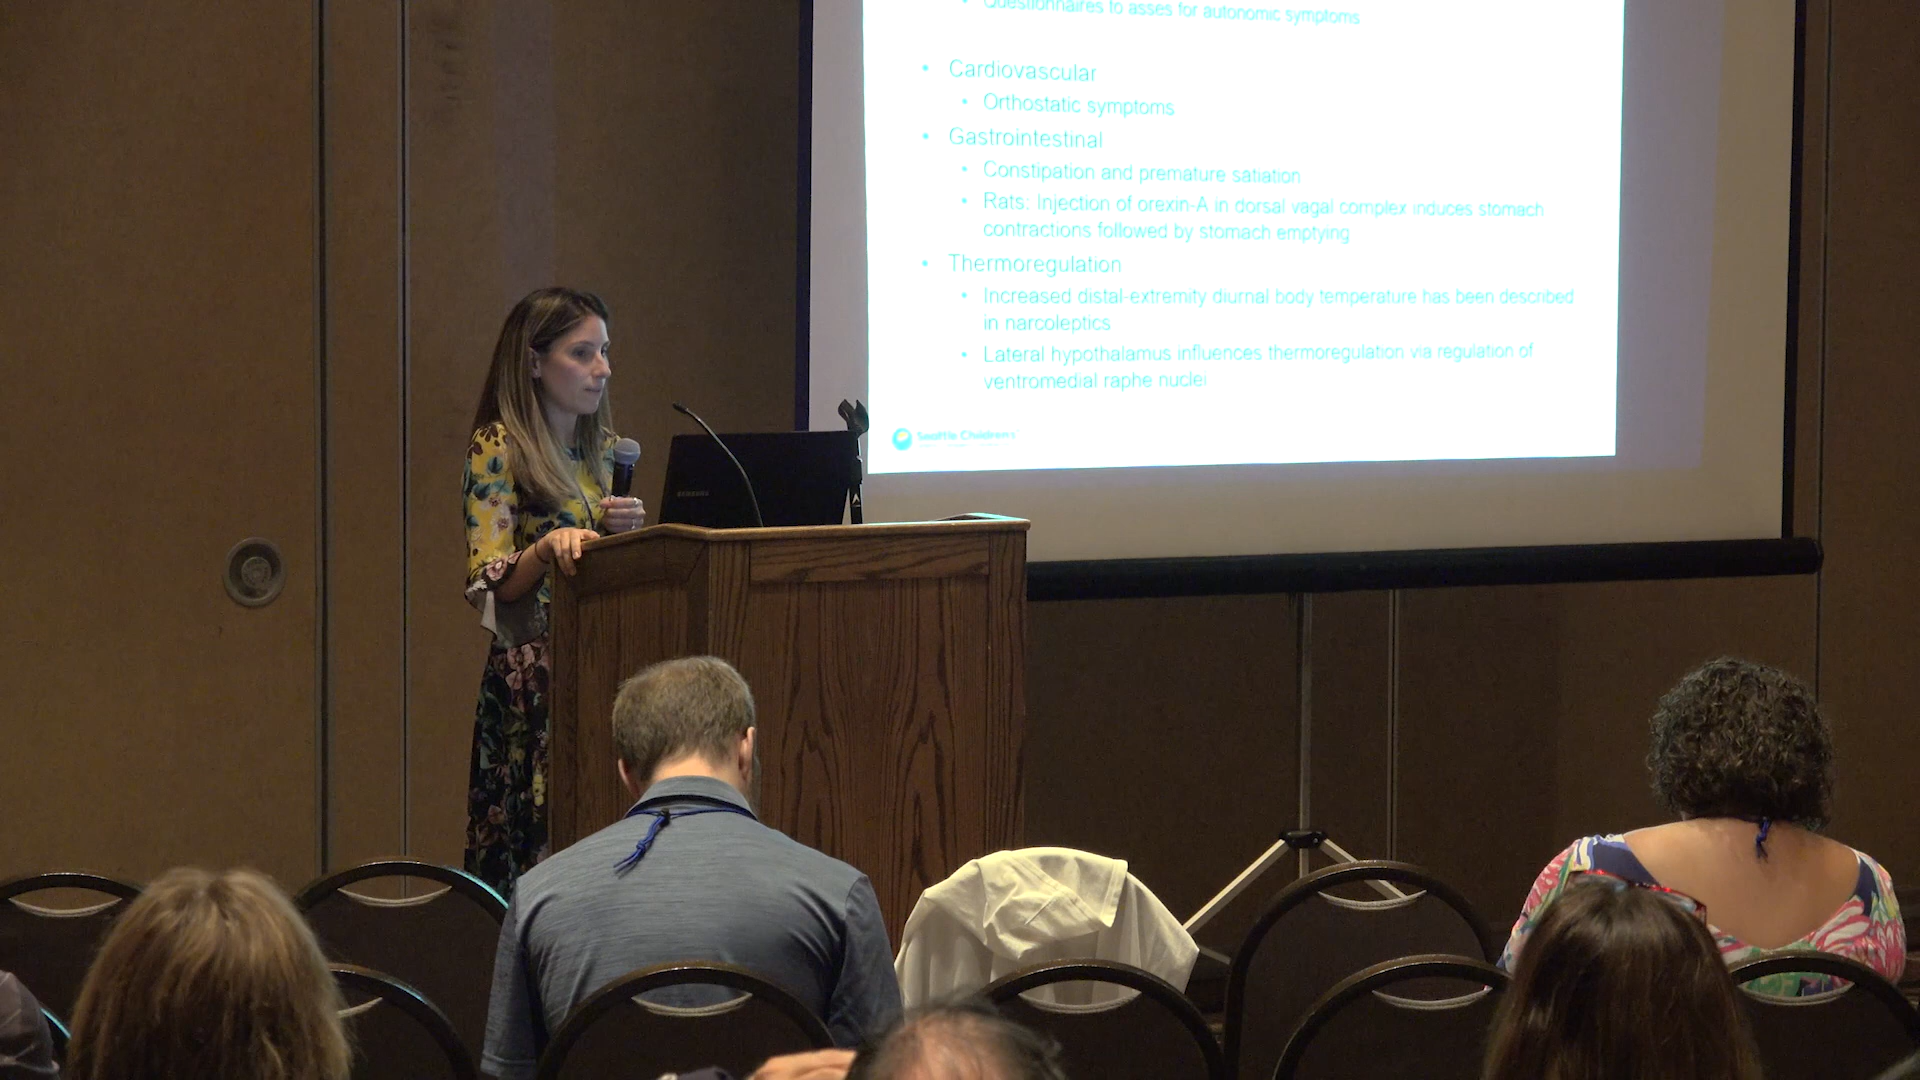 • Questionnaires to asses for autonomic symptoms
• Cardiovascular
• Orthostatic symptoms
• Gastrointestinal
• Constipation and premature satiation
• Rats: Injection of orexin-A in dorsal vagal complex induces stomach
contractions followed by stomach emptying
• Thermoregulation
• Increased distal-extremity diurnal body temperature has been described
in narcoleptics
• Lateral hypothalamus influences thermoregulation via regulation of
ventromedial raphe nuclei
Seattle Children's
SAMSUNG